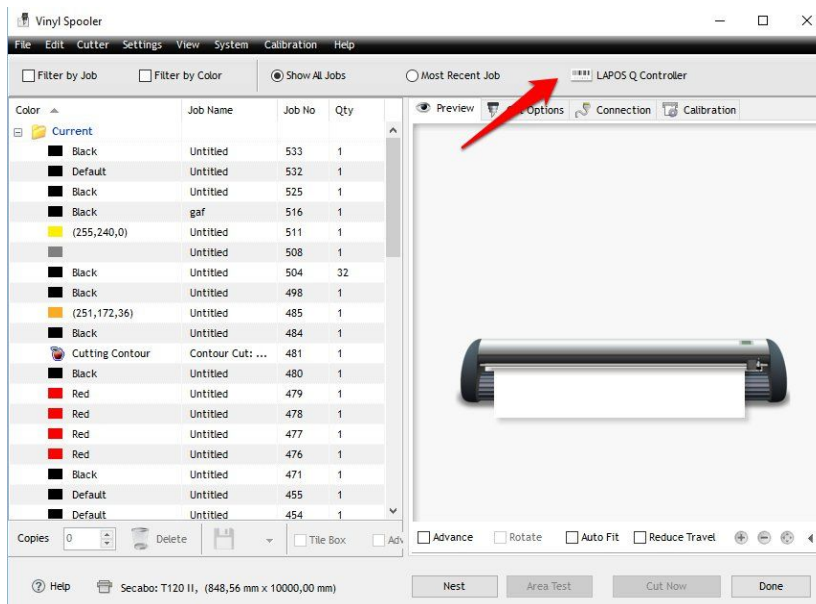 Vinyl Spooler
File Edit Cutter Settings View System Calibration Help
Filter by Job Filter by Color Show All Jobs Most Recent Job LAPOS Q Controller
Color Job Name Job No Qty
Preview Options Connection Calibration
Current
Black Untitled 533 1
Default Untitled 532 1
Black Untitled 525 1
Black gaf 516 1
(255,240,0) Untitled 511 1
Untitled 508 1
Black Untitled 504 32
Black Untitled 498 1
(251,172,36) Untitled 485 1
Black Untitled 484 1
Cutting Contour Contour Cut: ... 481 1
Black Untitled 480 1
Red Untitled 479 1
Red Untitled 478 1
Red Untitled 477 1
Red Untitled 476 1
Black Untitled 471 1
Default Untitled 455 1
Default Untitled 454 1
Copies 0 Delete Tile Box Adv
Advance Rotate Auto Fit Reduce Travel
Help Secabo: T120 II, (848,56 mm x 10000,00 mm)
Nest Area Test Cut Now Done